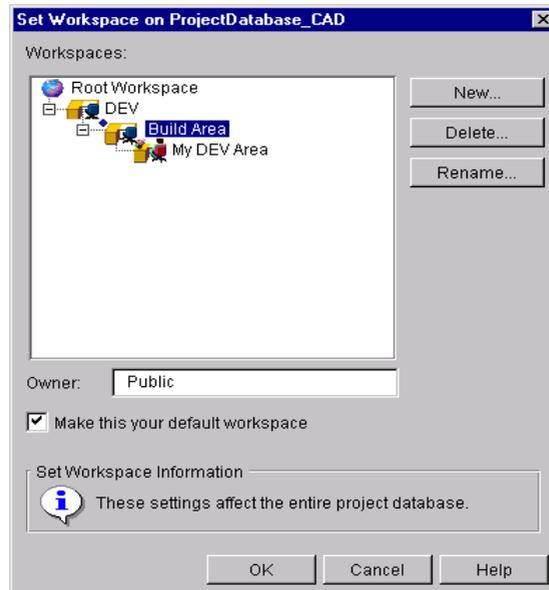 Set Workspace on ProjectDatabase_CAD
Workspaces:
Root Workspace
DEV
Build Area
My DEV Area
New...
Delete...
Rename...
Owner: Public
Make this your default workspace
Set Workspace Information
These settings affect the entire project database.
OK Cancel Help